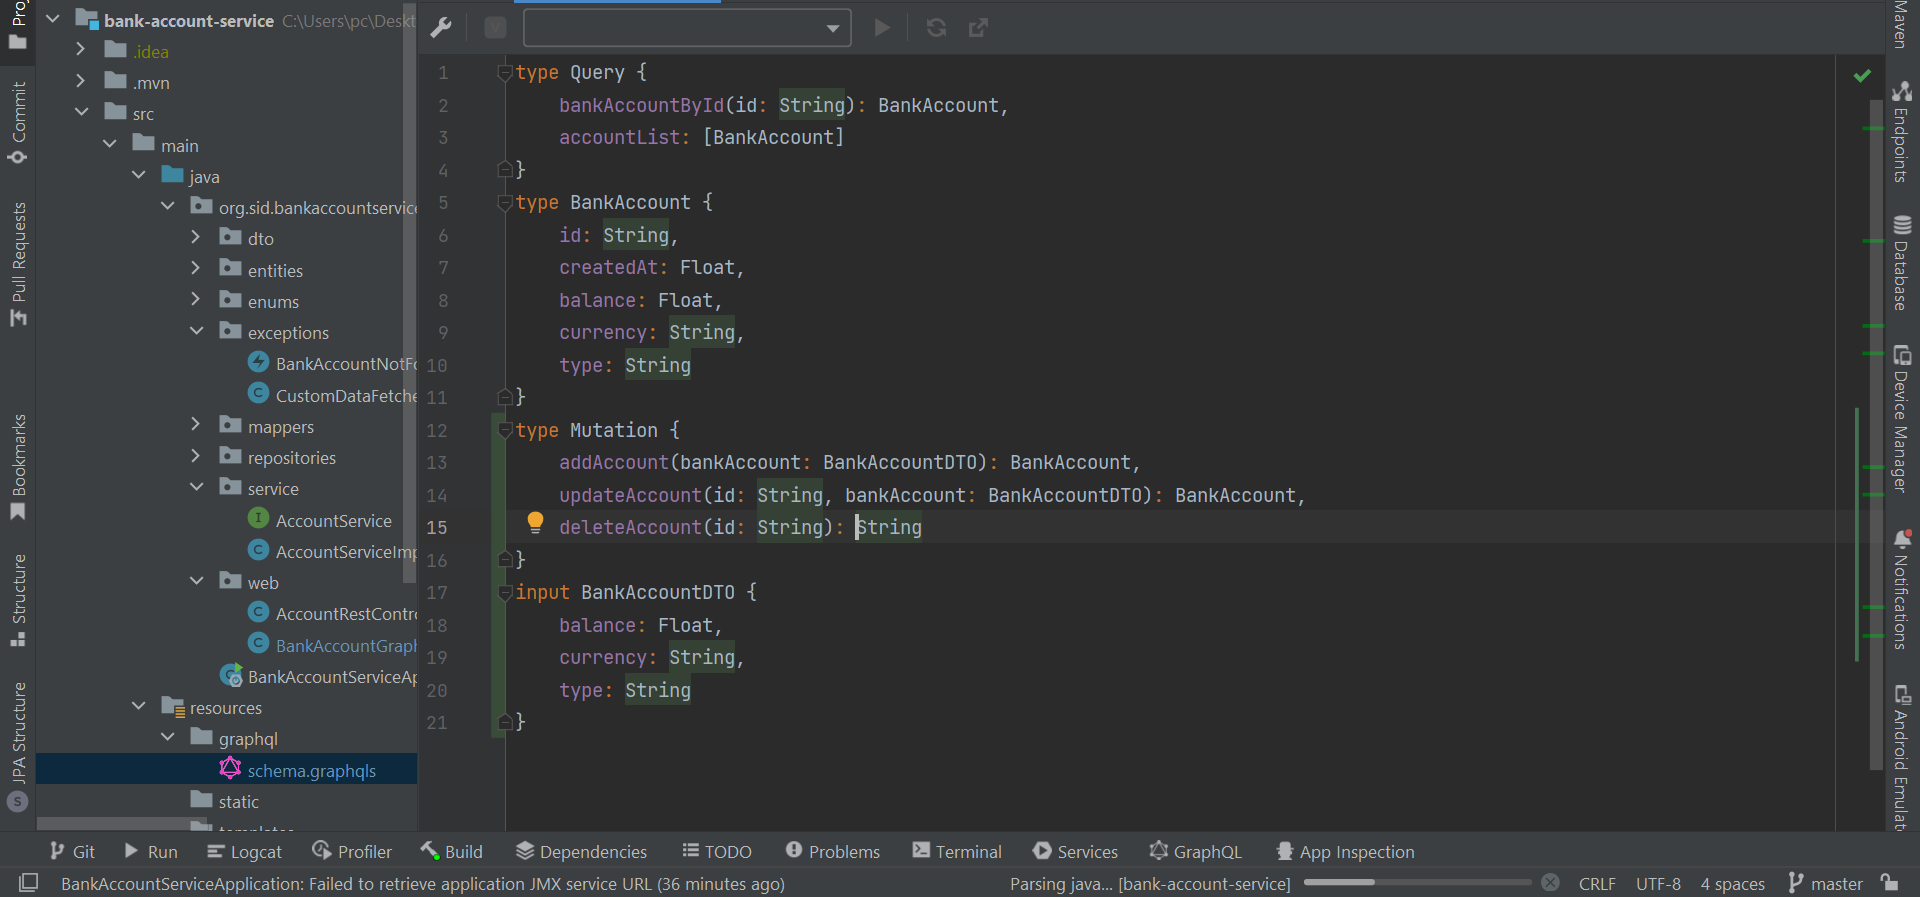 Proj
Commit
Pull Requests
Bookmarks
Structure
JPA Structure
bank-account-service C:\Users\pc\Deskt
.idea
.mvn
src
main
java
org.sid.bankaccountservice
dto
entities
enums
exceptions
BankAccountNotFo
CustomDataFetche
mappers
repositories
service
AccountService
AccountServiceImp
web
AccountRestContro
BankAccountGraph
BankAccountServiceAp
resources
graphql
schema.graphqls
static
templates
1 type Query {
2 bankAccountById(id: String): BankAccount,
3 accountList: [BankAccount]
4 }
5 type BankAccount {
6 id: String,
7 createdAt: Float,
8 balance: Float,
9 currency: String,
10 type: String
11 }
12 type Mutation {
13 addAccount(bankAccount: BankAccountDTO): BankAccount,
14 updateAccount(id: String, bankAccount: BankAccountDTO): BankAccount,
15 deleteAccount(id: String): String
16 }
17 input BankAccountDTO {
18 balance: Float,
19 currency: String,
20 type: String
21 }
Maven
Endpoints
Database
Device Manager
Notifications
Android Emulat
Git Run Logcat Profiler Build Dependencies TODO Problems Terminal Services GraphQL App Inspection
BankAccountServiceApplication: Failed to retrieve application JMX service URL (36 minutes ago) Parsing java... [bank-account-service] CRLF UTF-8 4 spaces master